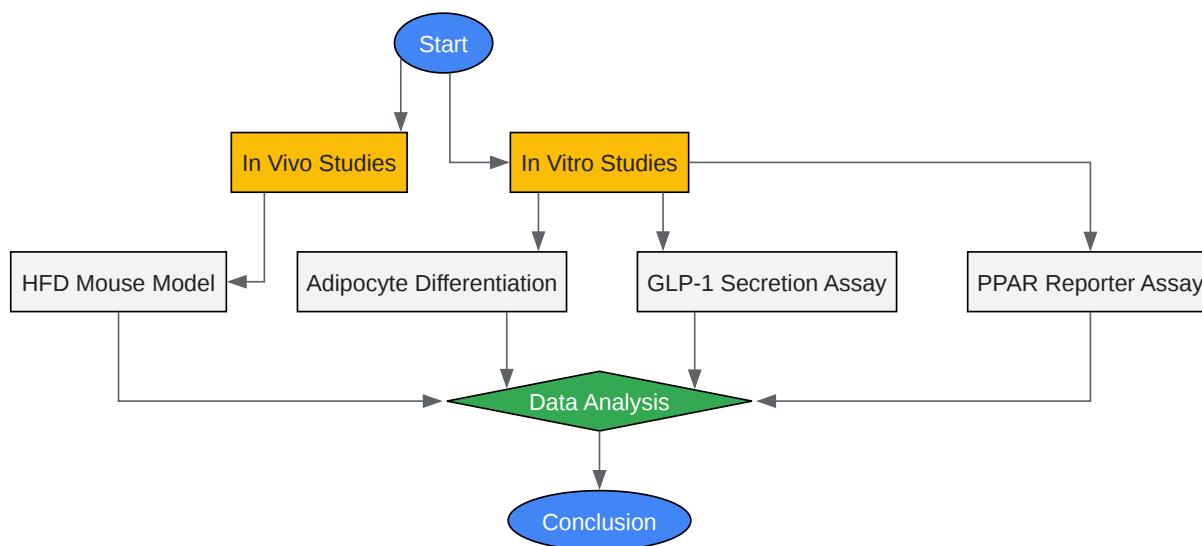 Start
In Vivo Studies
In Vitro Studies
HFD Mouse Model
Adipocyte Differentiation
GLP-1 Secretion Assay
PPAR Reporter Assay
Data Analysis
Conclusion